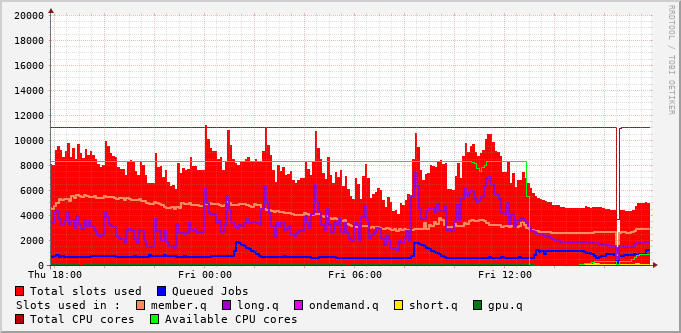 RRDTOOL / TOBI OETIKER
20000
18000
16000
14000
12000
10000
8000
6000
4000
2000
0
Thu 18:00 Fri 00:00 Fri 06:00 Fri 12:00
Total slots used Queued Jobs
Slots used in : member.q long.q ondemand.q short.q gpu.q
Total CPU cores Available CPU cores